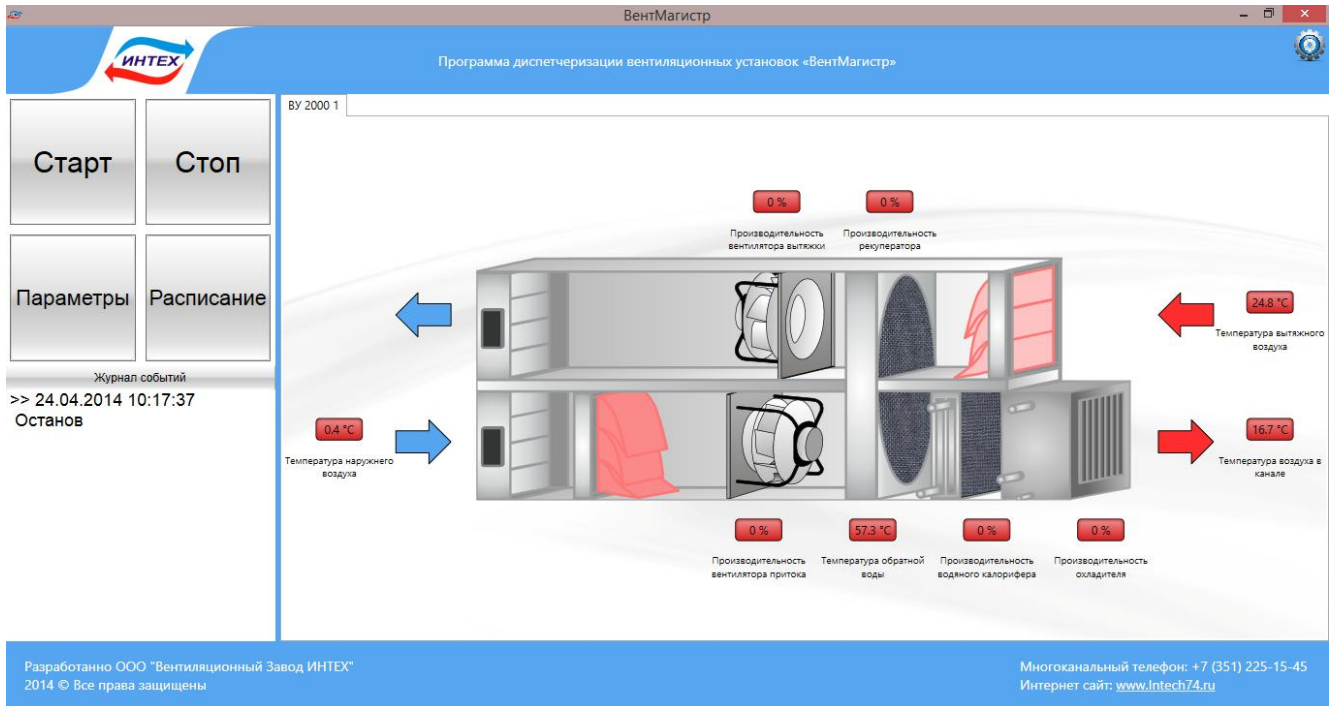 ВентМагистр
ИНТЕХ
Программа диспетчеризации вентиляционных установок «ВентМагистр»
Старт
Стоп
Параметры
Расписание
Журнал событий
>> 24.04.2014 10:17:37
Останов
ВУ 2000 1
0 %
Производительность
вентилятора вытяжки
0 %
Производительность
рекуператора
24.8 °C
Температура вытяжного
воздуха
0.4 °C
Температура наружнего
воздуха
16.7 °C
Температура воздуха в
канале
0 %
Производительность
вентилятора притока
57.3 °C
Температура обратной
воды
0 %
Производительность
водяного калорифера
0 %
Производительность
охладителя
Разработанно ООО "Вентиляционный Завод ИНТЕХ"
2014 © Все права защищены
Многоканальный телефон: +7 (351) 225-15-45
Интернет сайт: www.Intech74.ru